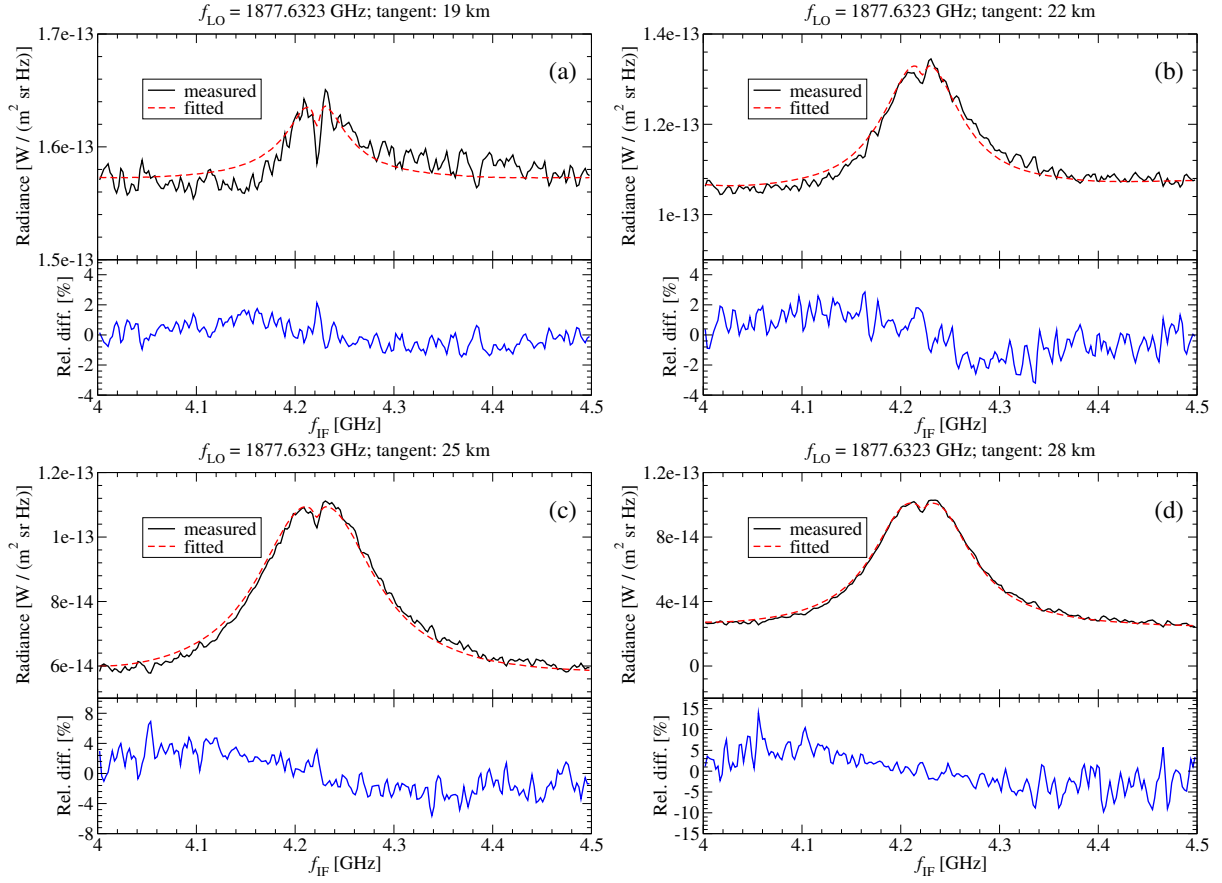 f_LO = 1877.6323 GHz; tangent: 19 km
1.7e-13
1.6e-13
1.5e-13
Radiance [W / (m² sr Hz)]
(a)
measured
fitted
4
2
0
-2
-4
Rel. diff. [%]
4 4.1 4.2 4.3 4.4 4.5
f_IF [GHz]
f_LO = 1877.6323 GHz; tangent: 22 km
1.4e-13
1.2e-13
1e-13
Radiance [W / (m² sr Hz)]
(b)
measured
fitted
4
2
0
-2
-4
Rel. diff. [%]
4 4.1 4.2 4.3 4.4 4.5
f_IF [GHz]
f_LO = 1877.6323 GHz; tangent: 25 km
1.2e-13
1e-13
8e-14
6e-14
Radiance [W / (m² sr Hz)]
(c)
measured
fitted
8
4
0
-4
-8
Rel. diff. [%]
4 4.1 4.2 4.3 4.4 4.5
f_IF [GHz]
f_LO = 1877.6323 GHz; tangent: 28 km
1.2e-13
8e-14
4e-14
0
Radiance [W / (m² sr Hz)]
(d)
measured
fitted
15
10
5
0
-5
-10
-15
Rel. diff. [%]
4 4.1 4.2 4.3 4.4 4.5
f_IF [GHz]